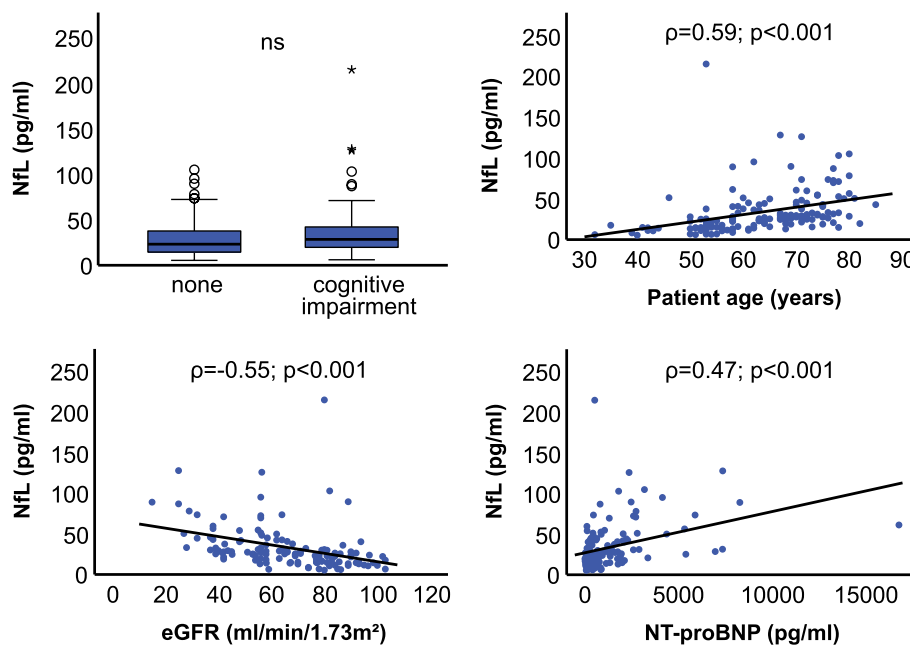 ns
NfL (pg/ml)
250
200
150
100
50
0
none
cognitive
impairment
ρ=0.59; p<0.001
NfL (pg/ml)
250
200
150
100
50
0
30 40 50 60 70 80 90
Patient age (years)
ρ=-0.55; p<0.001
NfL (pg/ml)
250
200
150
100
50
0
0 20 40 60 80 100 120
eGFR (ml/min/1.73m²)
ρ=0.47; p<0.001
NfL (pg/ml)
250
200
150
100
50
0
0 5000 10000 15000
NT-proBNP (pg/ml)